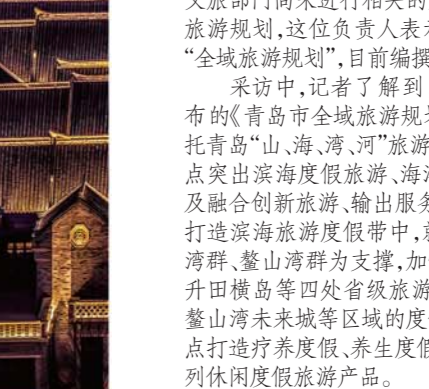 文旅部门尚未进行相关的
旅游规划,这位负责人表示
“全域旅游规划”,目前编撰
采访中,记者了解到
布的《青岛市全域旅游规划
托青岛“山、海、湾、河”旅游
点突出滨海度假旅游、海洋
及融合创新旅游、输出服务
打造滨海旅游度假带中,
湾群、鳌山湾群为支撑,加
升田横岛等四处省级旅游
鳌山湾未来城等区域的度
点打造疗养度假、养生度假
列休闲度假旅游产品。